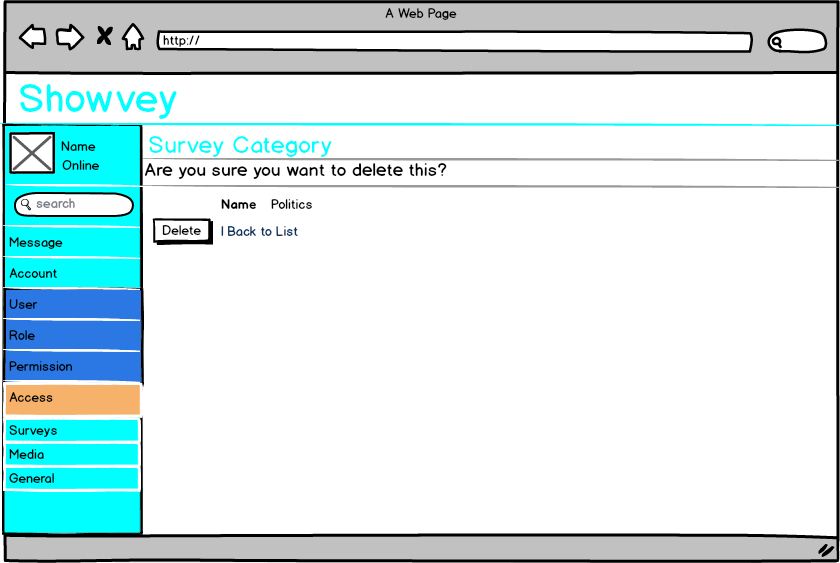 A Web Page
http://
Showvey
Name
Online
search
Message
Account
User
Role
Permission
Access
Surveys
Media
General
Survey Category
Are you sure you want to delete this?
Name Politics
Delete | Back to List